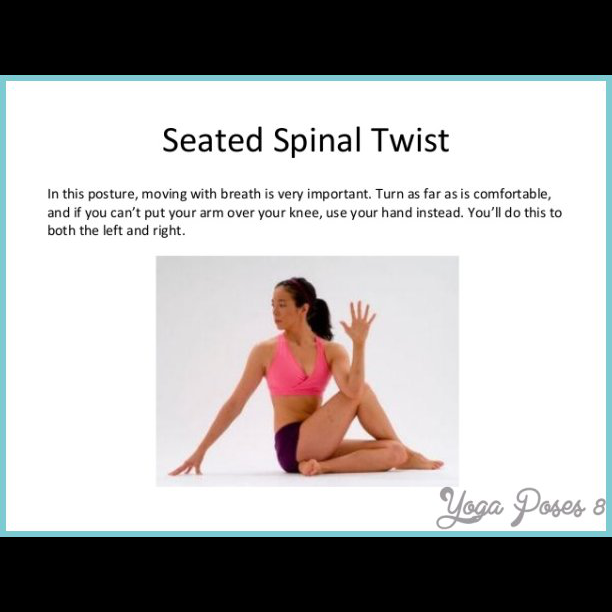 Seated Spinal Twist
In this posture, moving with breath is very important. Turn as far as is comfortable,
and if you can’t put your arm over your knee, use your hand instead. You’ll do this to
both the left and right.
Yoga Poses 8